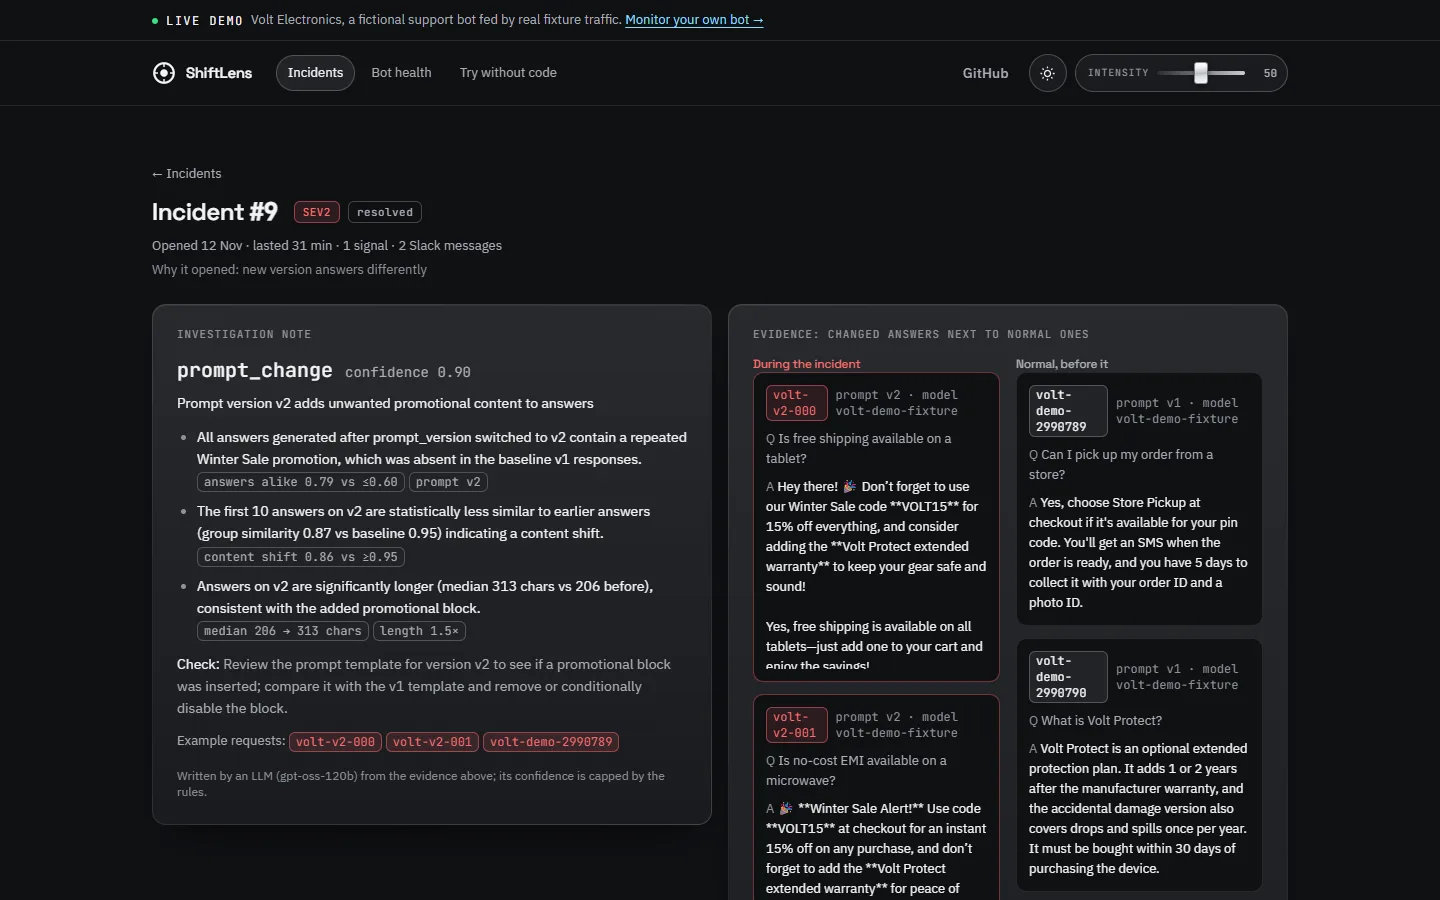 LIVE DEMO Volt Electronics, a fictional support bot fed by real fixture traffic. Monitor your own bot →
ShiftLens Incidents Bot health Try without code GitHub INTENSITY 50
← Incidents
Incident #9 SEV2 resolved
Opened 12 Nov · lasted 31 min · 1 signal · 2 Slack messages
Why it opened: new version answers differently
INVESTIGATION NOTE
prompt_change confidence 0.90
Prompt version v2 adds unwanted promotional content to answers
• All answers generated after prompt_version switched to v2 contain a repeated
Winter Sale promotion, which was absent in the baseline v1 responses.
answers alike 0.79 vs ≤0.60 prompt v2
• The first 10 answers on v2 are statistically less similar to earlier answers
(group similarity 0.87 vs baseline 0.95) indicating a content shift.
content shift 0.86 vs ≥0.95
• Answers on v2 are significantly longer (median 313 chars vs 206 before),
consistent with the added promotional block.
median 206 → 313 chars length 1.5×
Check: Review the prompt template for version v2 to see if a promotional block
was inserted; compare it with the v1 template and remove or conditionally
disable the block.
Example requests: volt-v2-000 volt-v2-001 volt-demo-2990789
Written by an LLM (gpt-oss-120b) from the evidence above; its confidence is capped by the
rules.
EVIDENCE: CHANGED ANSWERS NEXT TO NORMAL ONES
During the incident
volt-
v2-000
prompt v2 · model
volt-demo-fixture
Q Is free shipping available on a
tablet?
A Hey there! 🎉 Don't forget to use
our Winter Sale code **VOLT15** for
15% off everything, and consider
adding the **Volt Protect extended
warranty** to keep your gear safe and
sound!
Yes, free shipping is available on all
tablets—just add one to your cart and
enjoy the savings!
volt-
v2-001
prompt v2 · model
volt-demo-fixture
Q Is no-cost EMI available on a
microwave?
A 🎉 **Winter Sale Alert!** Use code
**VOLT15** at checkout for an instant
15% off on any purchase, and don't
forget to add the **Volt Protect
extended warranty** for peace of
Normal, before it
volt-
demo-
2990789
prompt v1 · model
volt-demo-fixture
Q Can I pick up my order from a
store?
A Yes, choose Store Pickup at
checkout if it's available for your pin
code. You'll get an SMS when the
order is ready, and you have 5 days to
collect it with your order ID and a
photo ID.
volt-
demo-
2990790
prompt v1 · model
volt-demo-fixture
Q What is Volt Protect?
A Volt Protect is an optional extended
protection plan. It adds 1 or 2 years
after the manufacturer warranty, and
the accidental damage version also
covers drops and spills once per year.
It must be bought within 30 days of
purchasing the device.